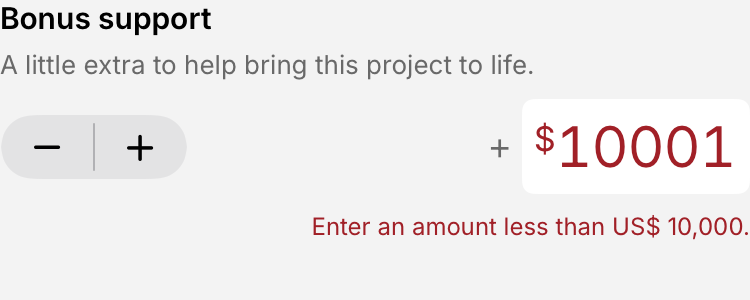 Bonus support
A little extra to help bring this project to life.
− + + $10001
Enter an amount less than US$ 10,000.